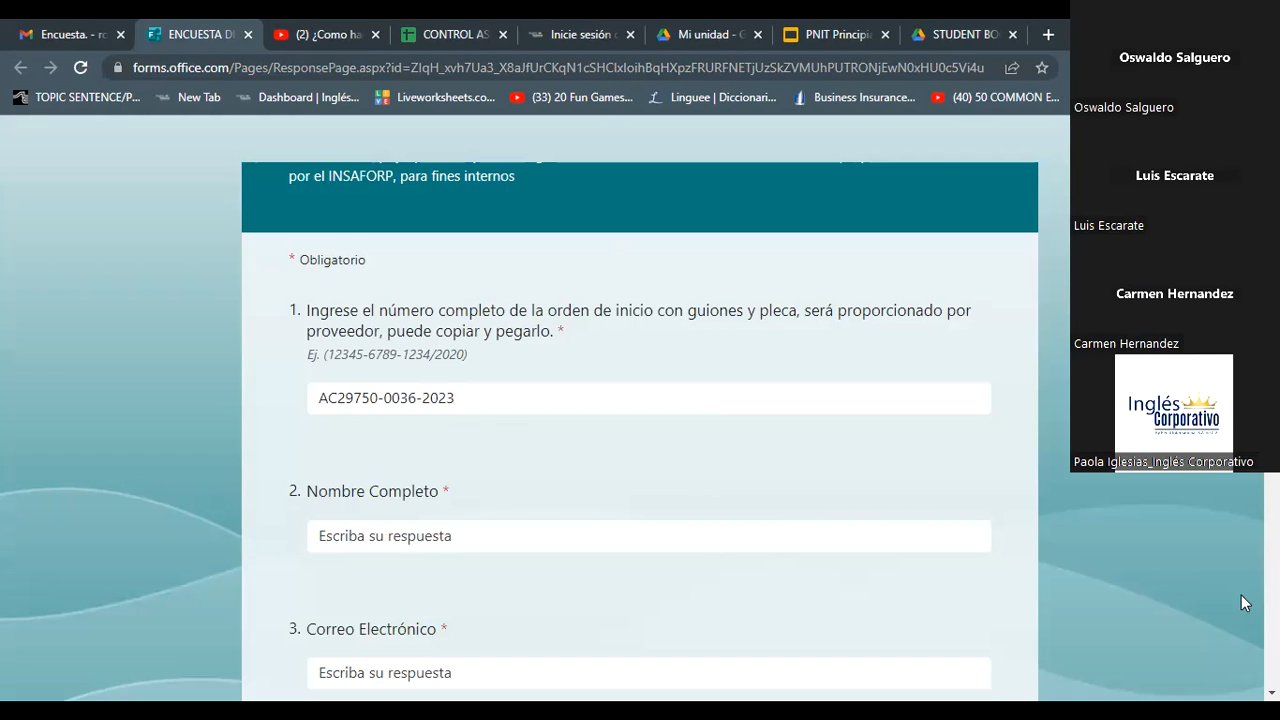 Encuesta. - ro
ENCUESTA DE
(2) ¿Como ha
CONTROL AS
Inicie sesión c
Mi unidad - G
PNIT Principia
STUDENT BO
forms.office.com/Pages/ResponsePage.aspx?id=ZIqH_xvh7Ua3_X8aJfUrCKqN1cSHCIxIoihBqHXpzFRURFNETjUzSkZVMUhPUTRONjEwN0xHU0c5Vi4u
TOPIC SENTENCE/P...
New Tab
Dashboard | Inglés...
Liveworksheets.co...
(33) 20 Fun Games...
Linguee | Diccionari...
Business Insurance...
(40) 50 COMMON E...
por el INSAFORP, para fines internos
* Obligatorio
1. Ingrese el número completo de la orden de inicio con guiones y pleca, será proporcionado por
proveedor, puede copiar y pegarlo. *
Ej. (12345-6789-1234/2020)
AC29750-0036-2023
2. Nombre Completo *
Escriba su respuesta
3. Correo Electrónico *
Escriba su respuesta
Oswaldo Salguero
Oswaldo Salguero
Luis Escarate
Luis Escarate
Carmen Hernandez
Carmen Hernandez
Inglés
Corporativo
Paola Iglesias_Inglés Corporativo